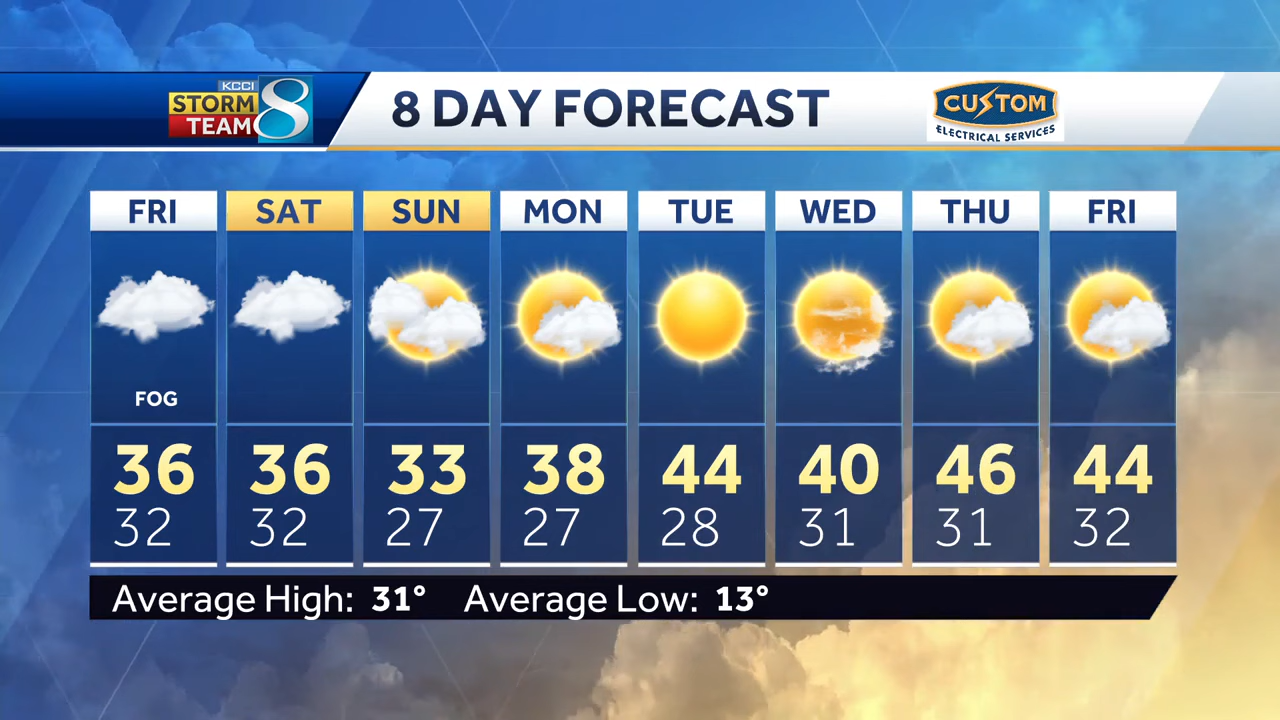 KCCI
STORM
TEAM 8
8 DAY FORECAST
CUSTOM
ELECTRICAL SERVICES
FRI SAT SUN MON TUE WED THU FRI
FOG
36 36 33 38 44 40 46 44
32 32 27 27 28 31 31 32
Average High: 31° Average Low: 13°